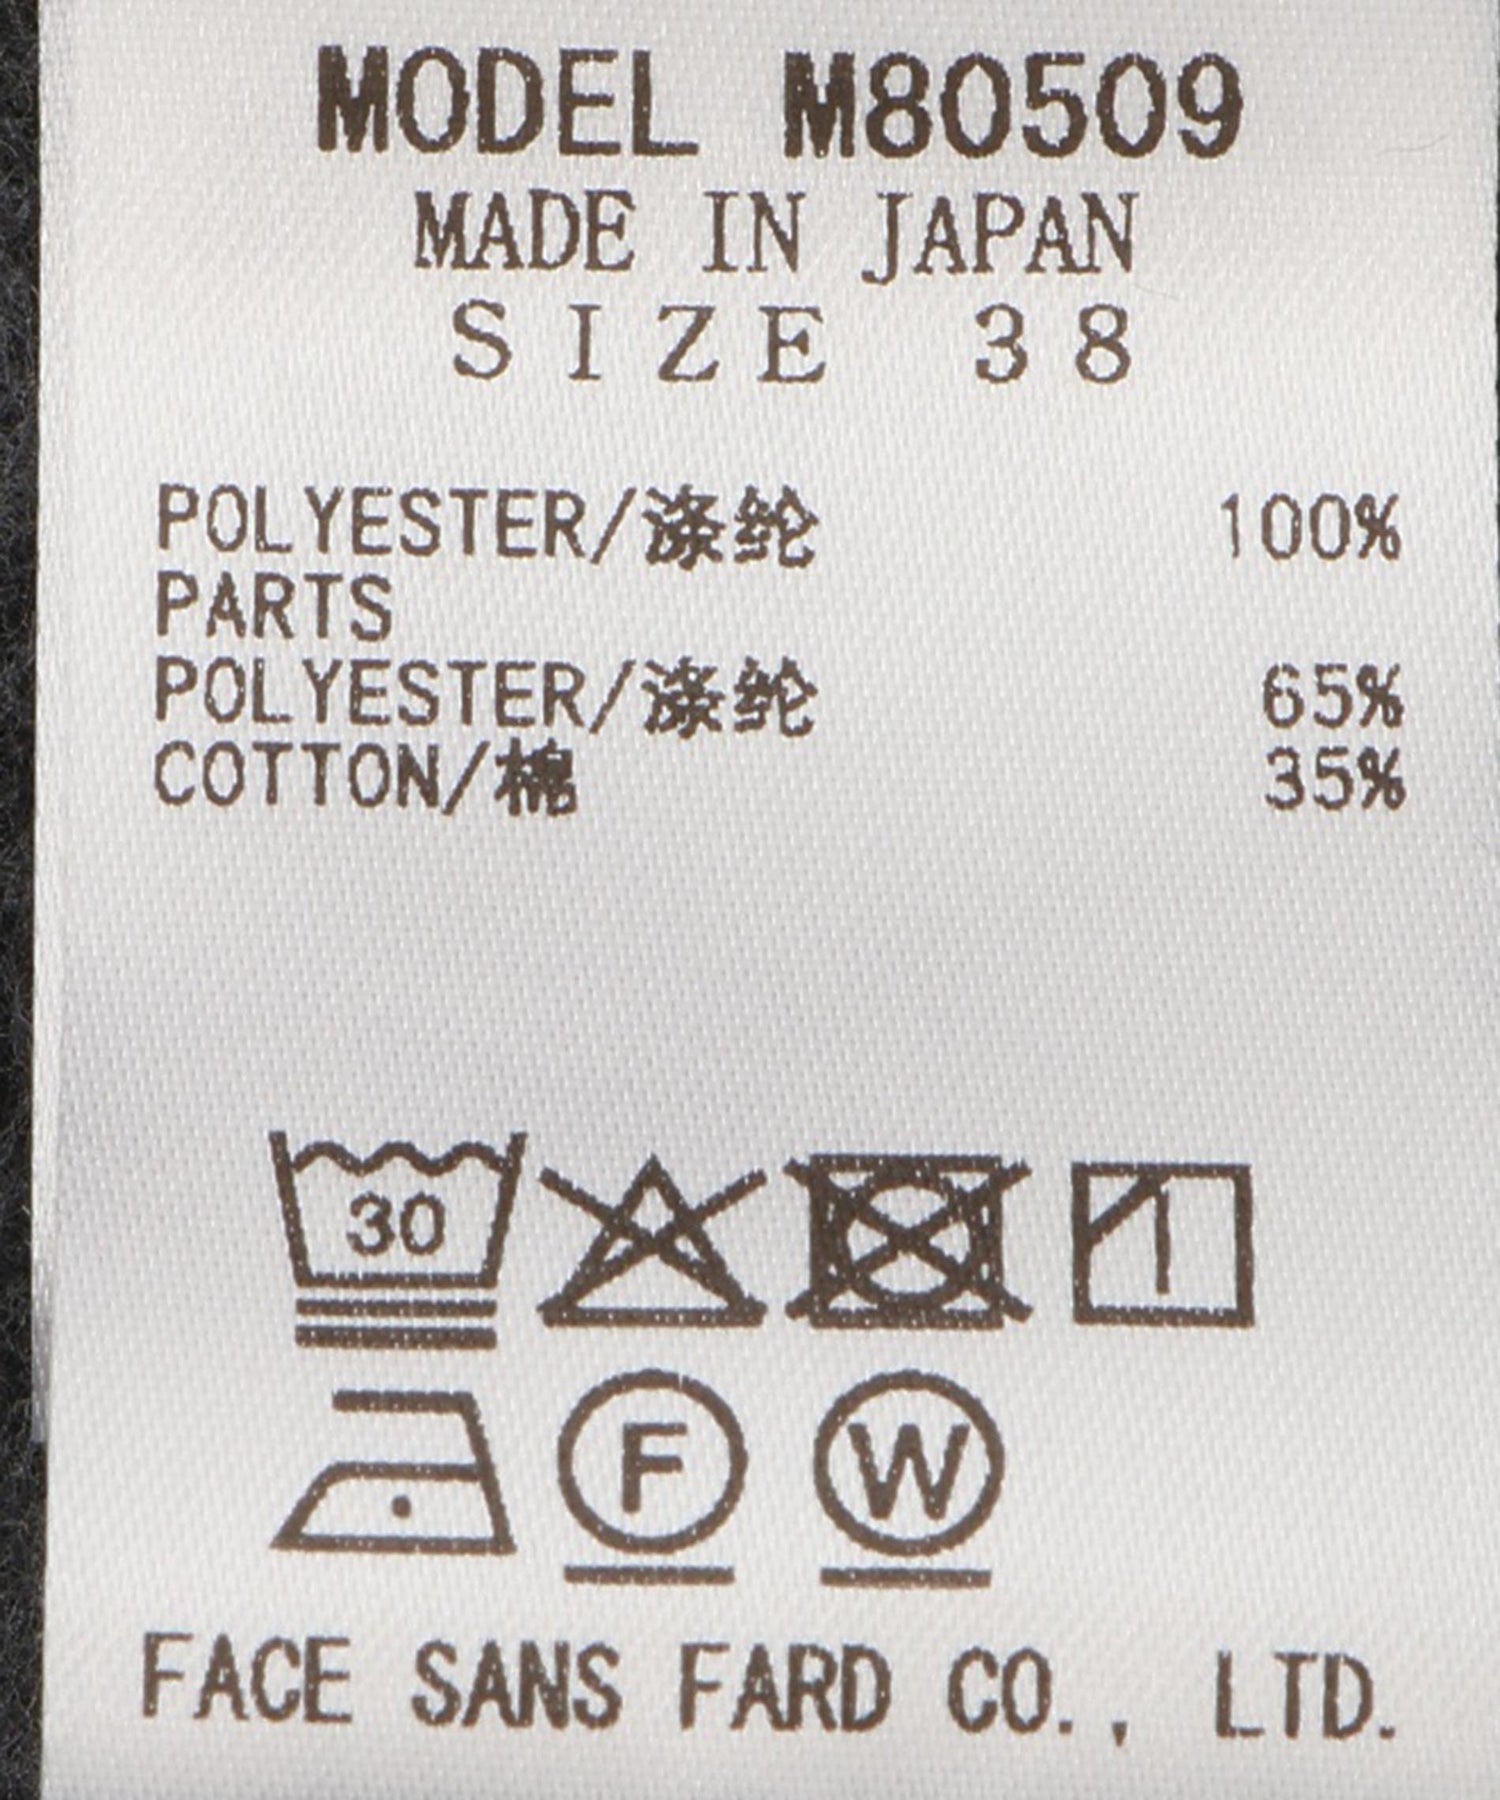 MODEL M80509
MADE IN JAPAN
SIZE 38
POLYESTER/涤纶 100%
PARTS
POLYESTER/涤纶 65%
COTTON/棉 35%
30
F W
FACE SANS FARD CO., LTD.